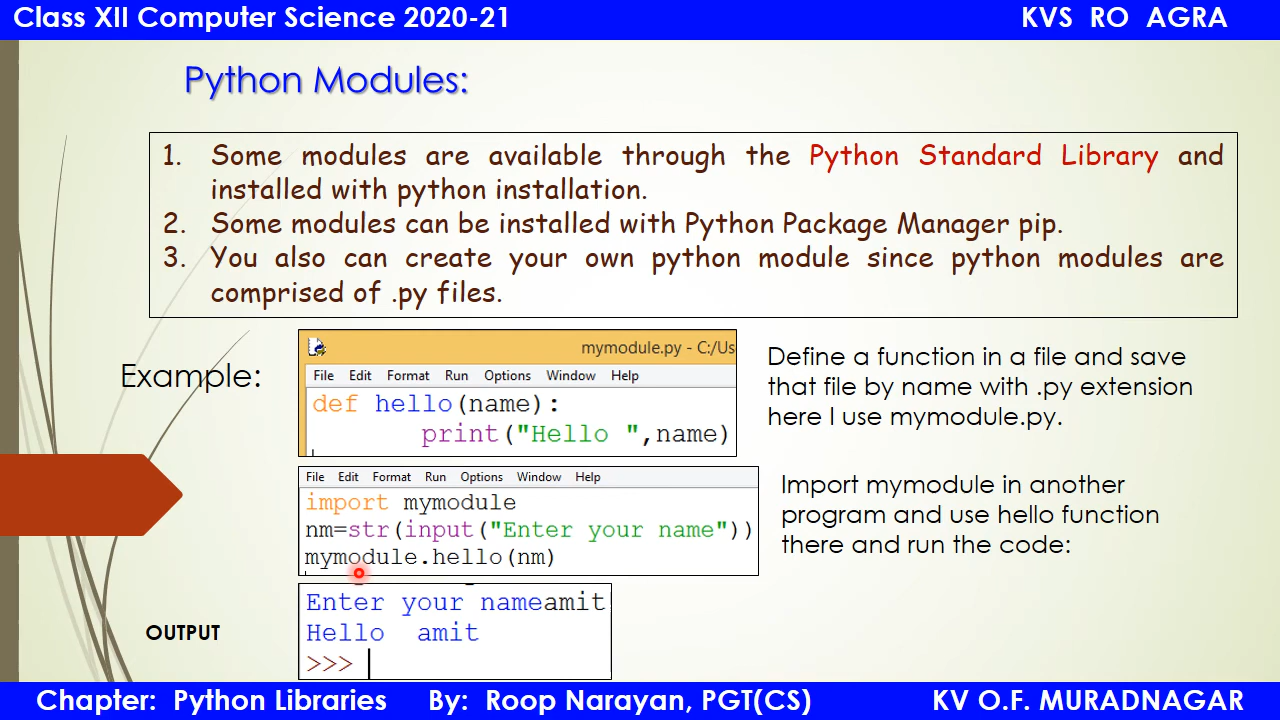 Class XII Computer Science 2020-21 KVS RO AGRA
Python Modules:
1. Some modules are available through the Python Standard Library and
installed with python installation.
2. Some modules can be installed with Python Package Manager pip.
3. You also can create your own python module since python modules are
comprised of .py files.
Example:
mymodule.py - C:/Us
File Edit Format Run Options Window Help
def hello(name):
print("Hello ",name)
Define a function in a file and save
that file by name with .py extension
here I use mymodule.py.
File Edit Format Run Options Window Help
import mymodule
nm=str(input("Enter your name"))
mymodule.hello(nm)
Import mymodule in another
program and use hello function
there and run the code:
OUTPUT
Enter your nameamit
Hello  amit
>>>
Chapter: Python Libraries By: Roop Narayan, PGT(CS) KV O.F. MURADNAGAR